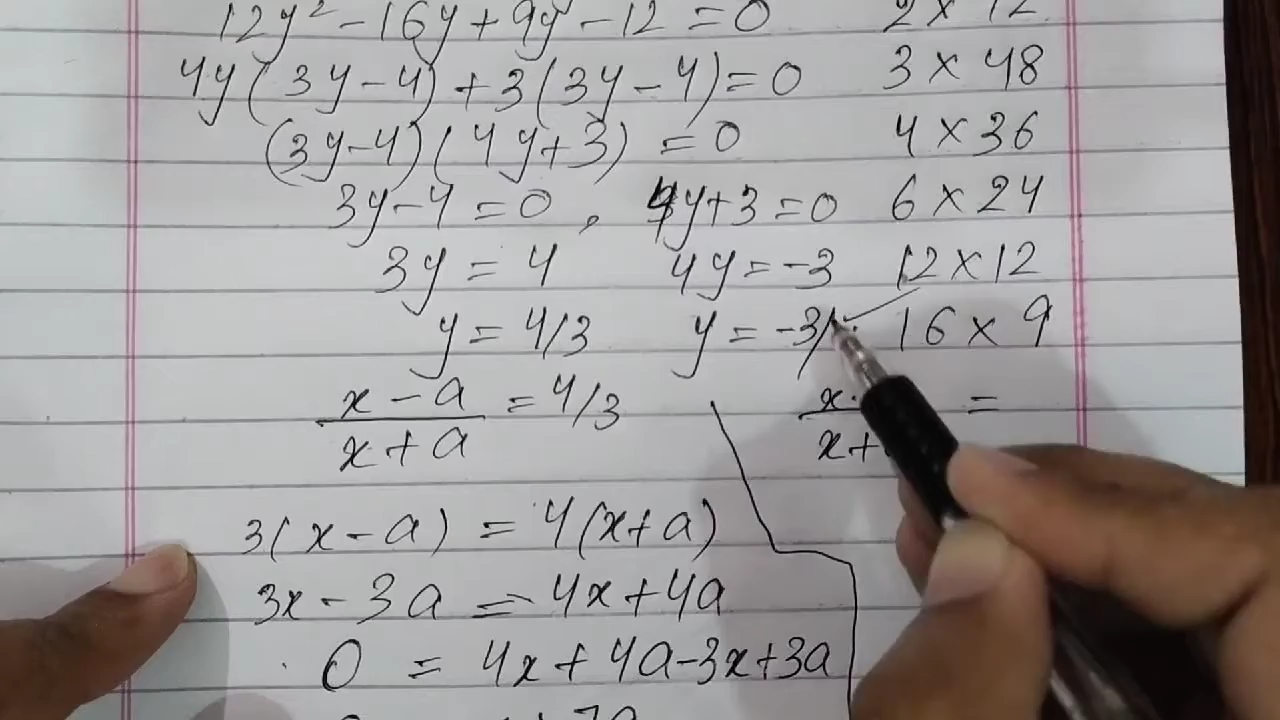 12y² - 16y + 9y - 12 = 0 2 × 12
4y(3y - 4) + 3(3y - 4) = 0 3 × 48
(3y-4)(4y+3) = 0 4 × 36
3y-4 = 0 , 4y+3 = 0 6 × 24
3y = 4 4y = -3 12 × 12
y = 4/3 y = -3/ 16 × 9
x - a / x + a = 4/3 x / x + =
3(x - a) = 4(x+a)
3x - 3a = 4x + 4a
0 = 4x + 4a - 3x + 3a